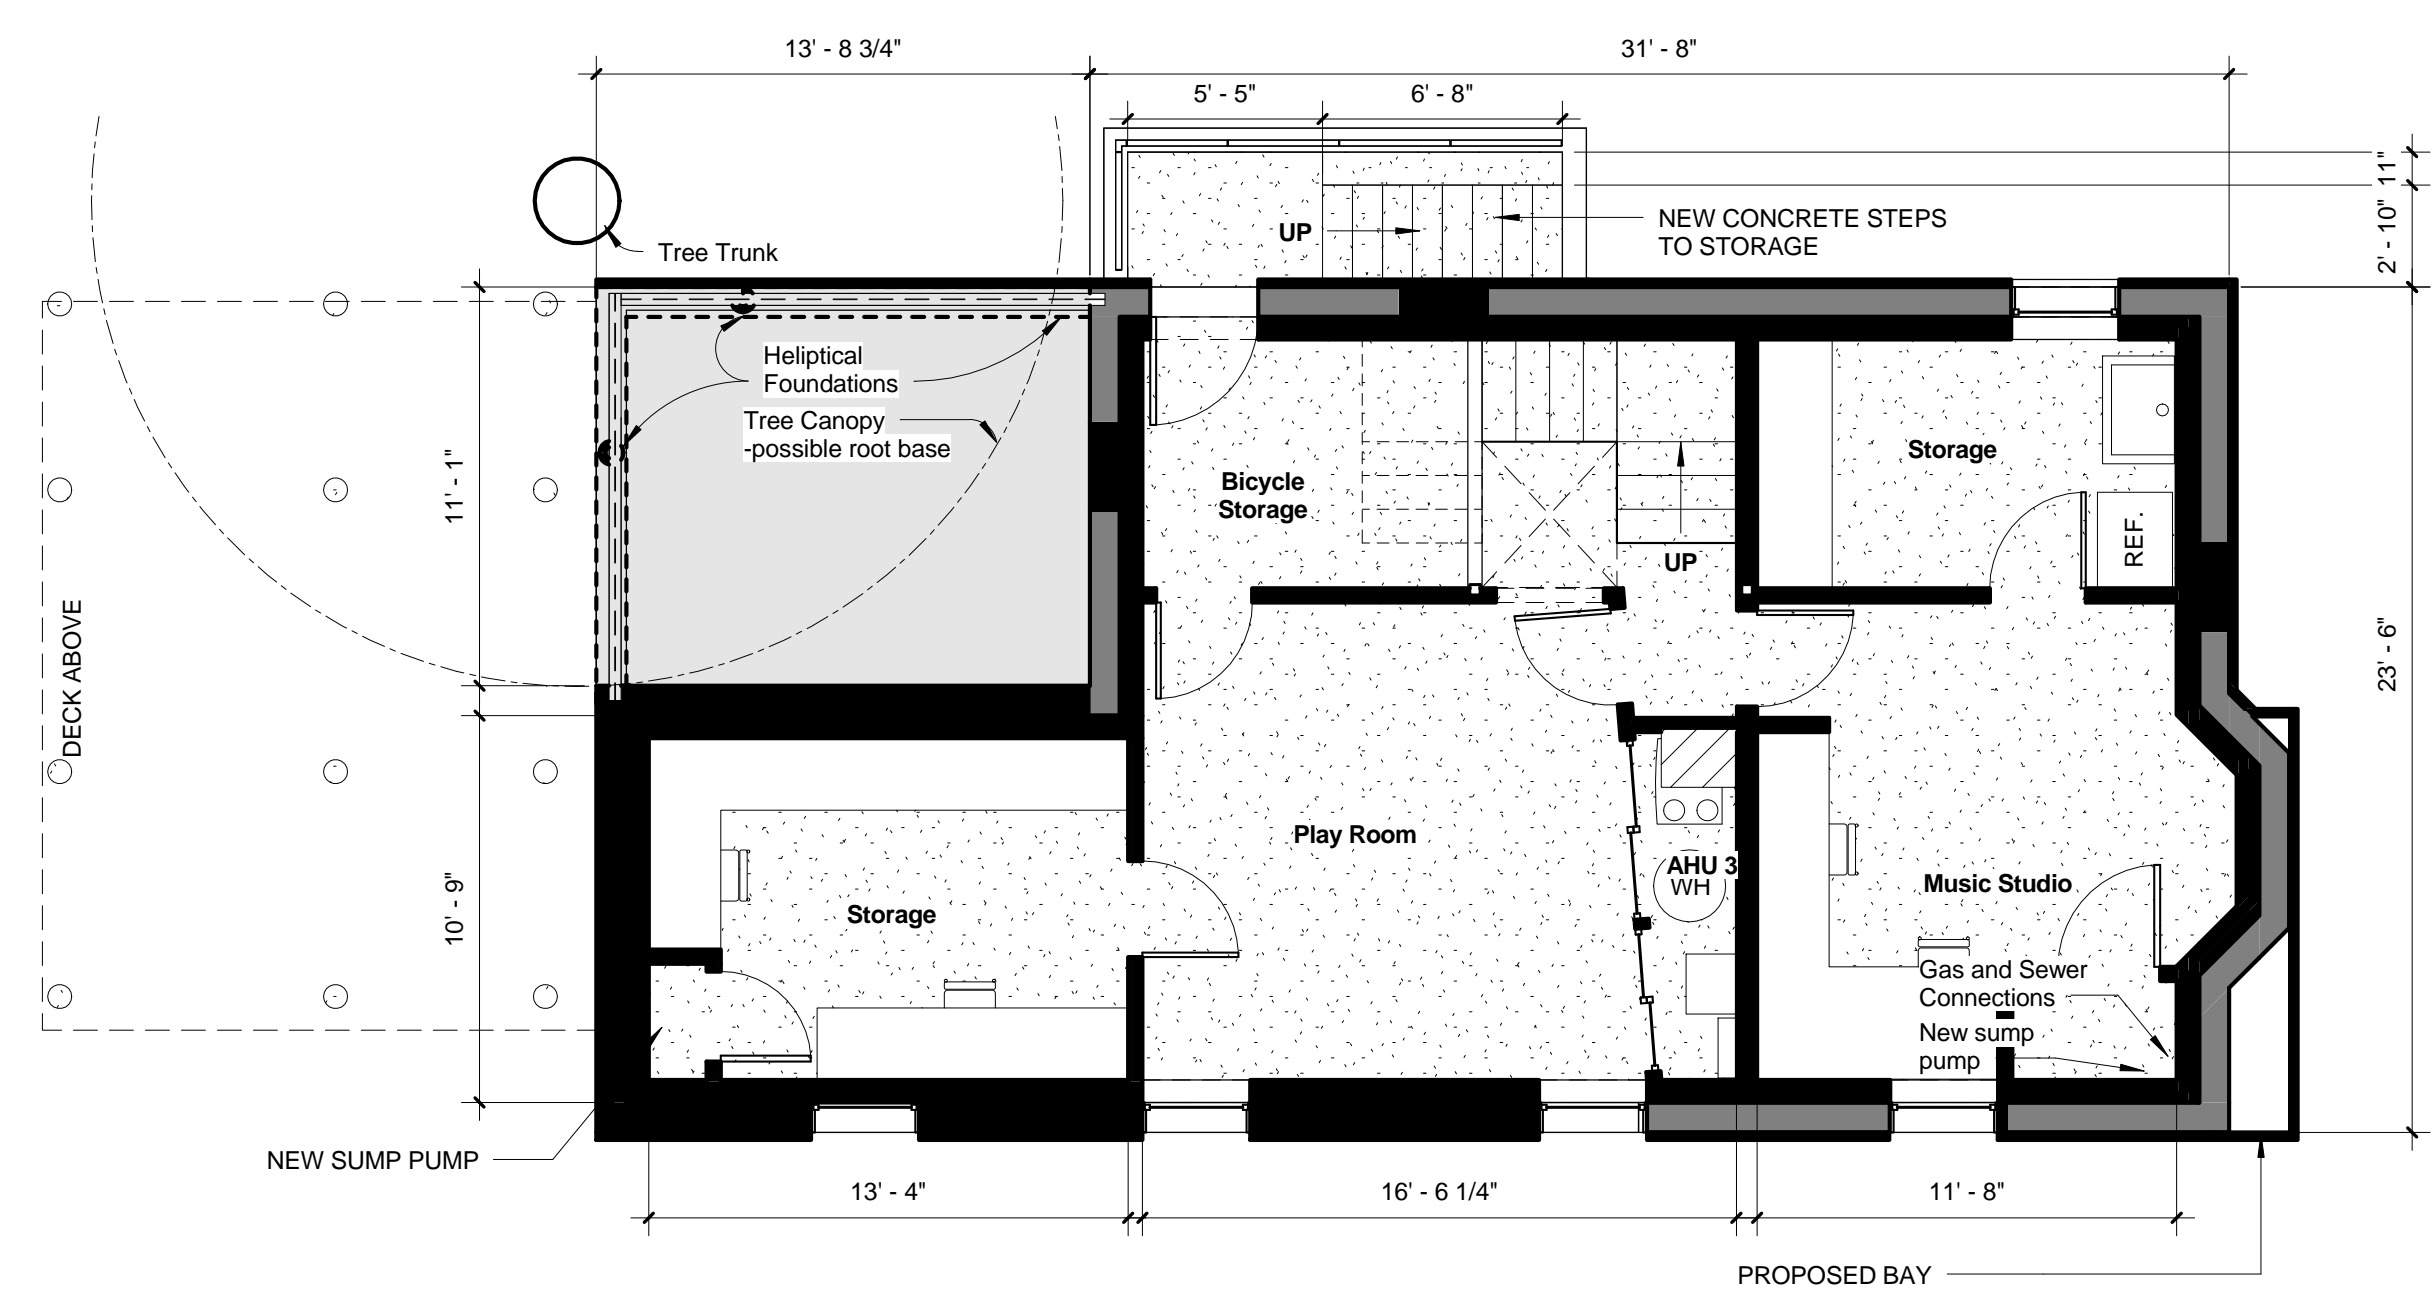 13' - 8 3/4"
31' - 8"
5' - 5"
6' - 8"
11"
2' - 10"
UP
NEW CONCRETE STEPS
TO STORAGE
Tree Trunk
Heliptical
Foundations
Tree Canopy
-possible root base
Bicycle
Storage
Storage
UP
REF.
11' - 1"
DECK ABOVE
23' - 6"
Play Room
AHU 3
WH
Music Studio
Storage
10' - 9"
Gas and Sewer
Connections
New sump
pump
NEW SUMP PUMP
13' - 4"
16' - 6 1/4"
11' - 8"
PROPOSED BAY